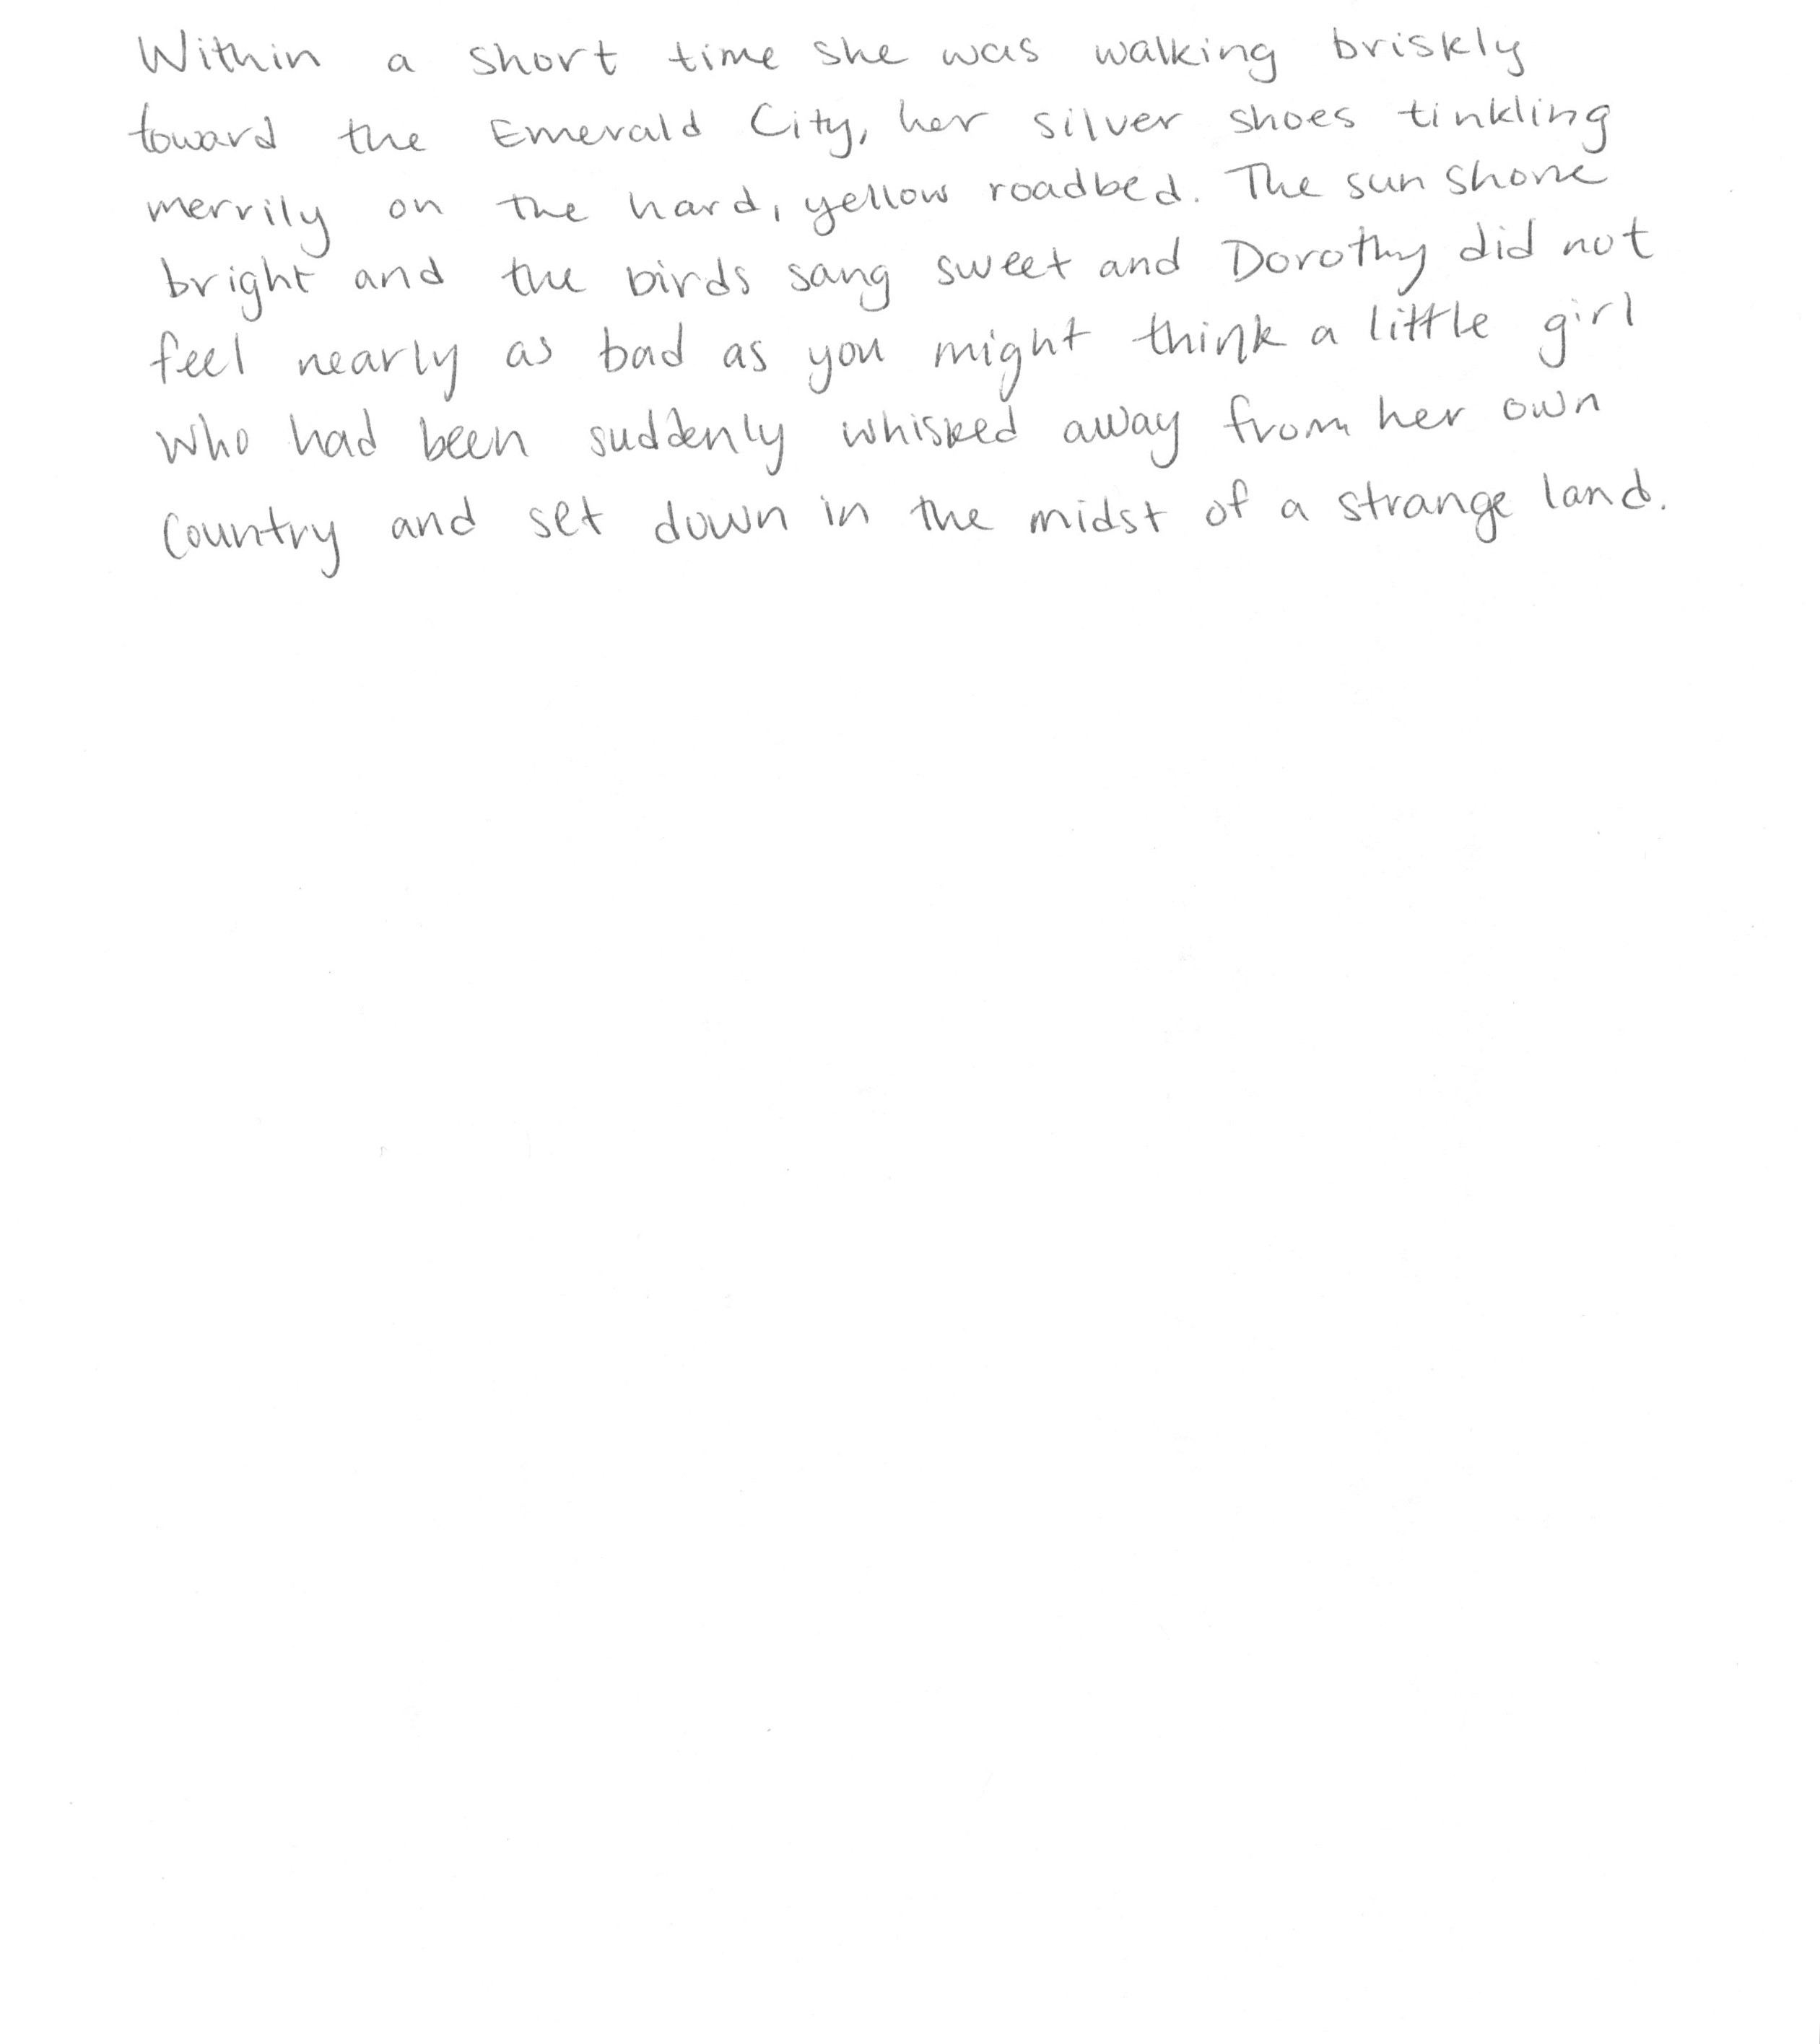 Within a short time she was walking briskly
toward the Emerald City, her silver shoes tinkling
merrily on the hard, yellow roadbed. The sun shone
bright and the birds sang sweet and Dorothy did not
feel nearly as bad as you might think a little girl
who had been suddenly whisked away from her own
country and set down in the midst of a strange land.